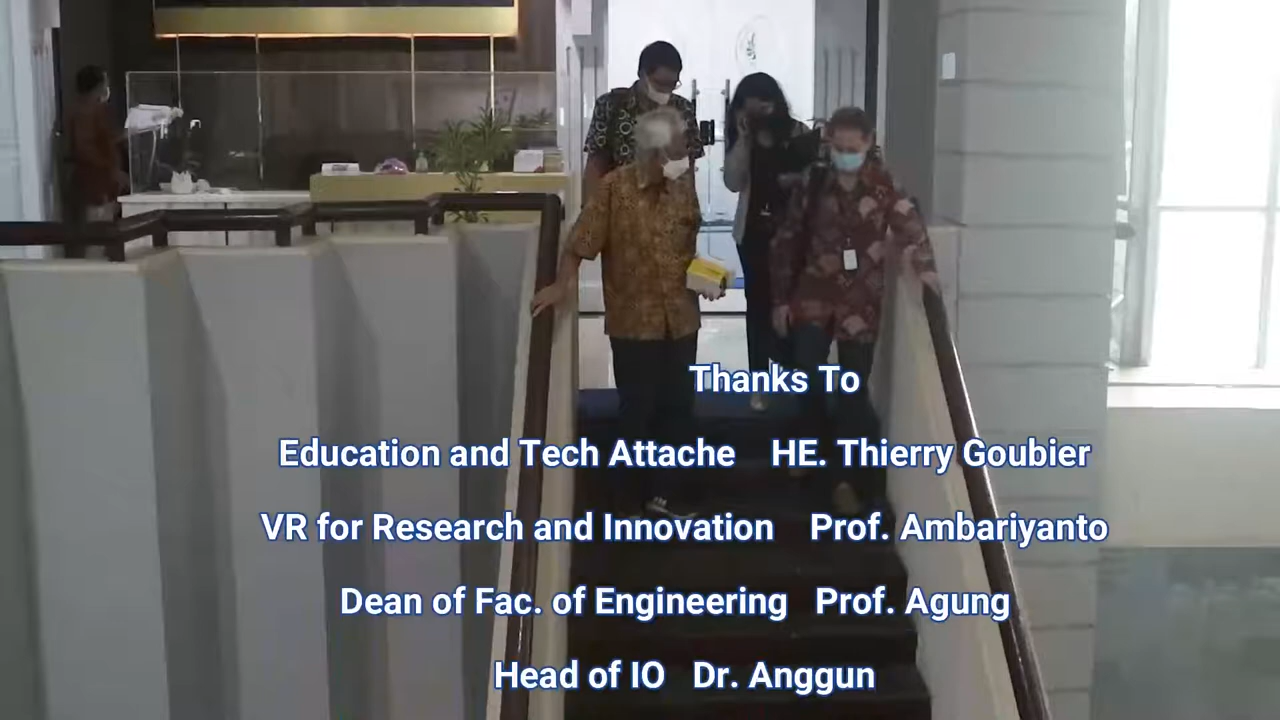 Thanks To
Education and Tech Attache HE. Thierry Goubier
VR for Research and Innovation Prof. Ambariyanto
Dean of Fac. of Engineering Prof. Agung
Head of IO Dr. Anggun